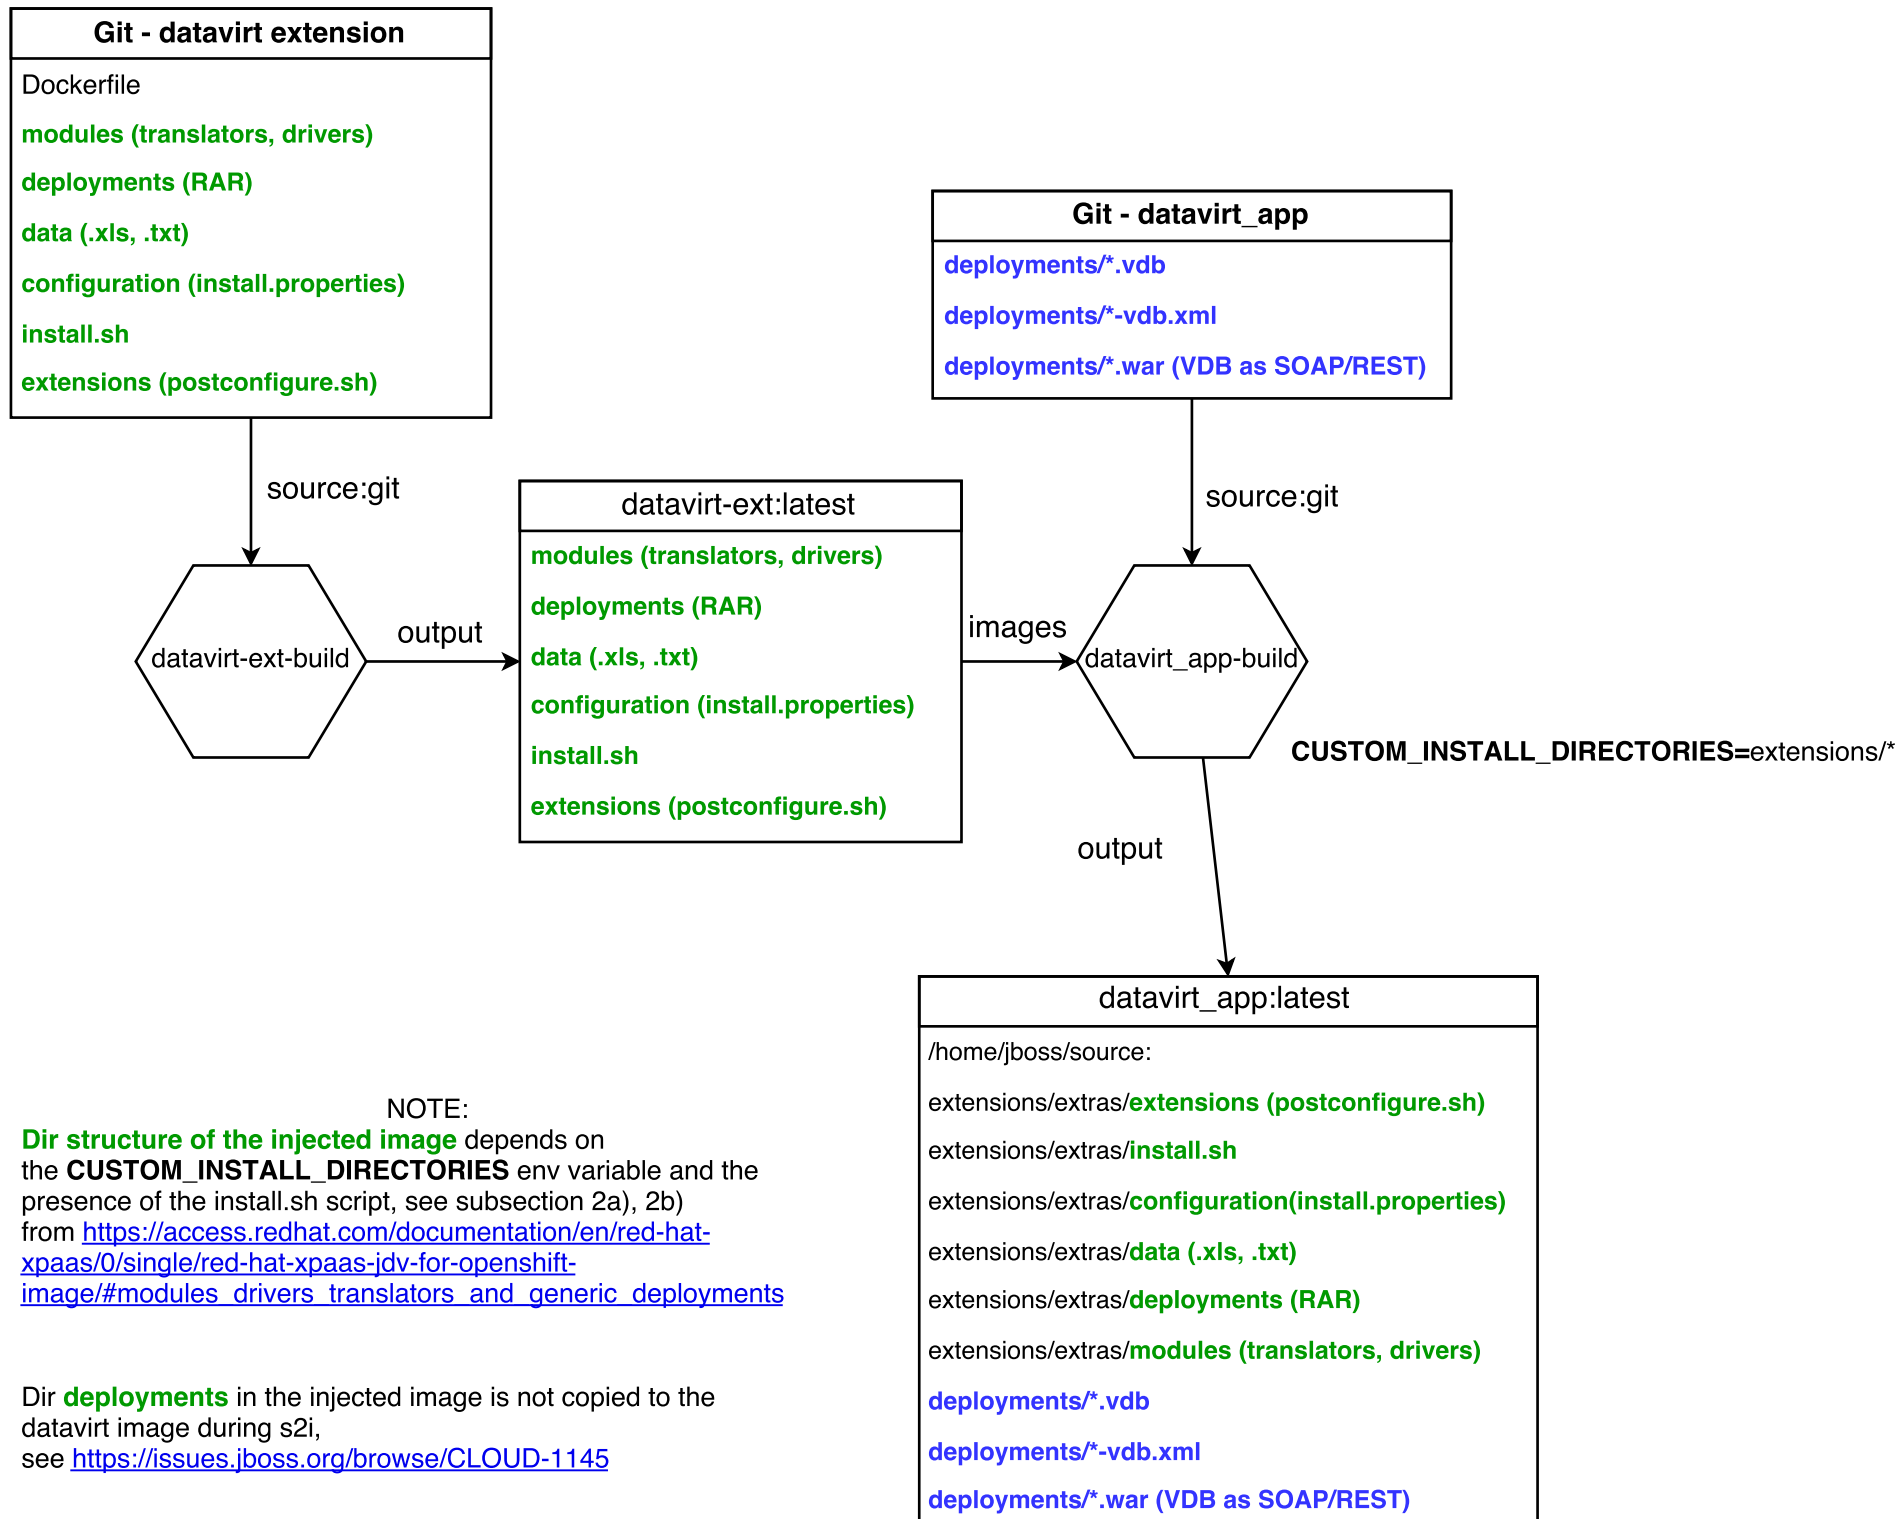 Git - datavirt extension
Dockerfile
modules (translators, drivers)
deployments (RAR)
data (.xls, .txt)
configuration (install.properties)
install.sh
extensions (postconfigure.sh)
source:git
datavirt-ext-build
output
datavirt-ext:latest
modules (translators, drivers)
deployments (RAR)
data (.xls, .txt)
configuration (install.properties)
install.sh
extensions (postconfigure.sh)
images
Git - datavirt_app
deployments/*.vdb
deployments/*-vdb.xml
deployments/*.war (VDB as SOAP/REST)
source:git
datavirt_app-build
CUSTOM_INSTALL_DIRECTORIES=extensions/*
output
datavirt_app:latest
/home/jboss/source:
extensions/extras/extensions (postconfigure.sh)
extensions/extras/install.sh
extensions/extras/configuration(install.properties)
extensions/extras/data (.xls, .txt)
extensions/extras/deployments (RAR)
extensions/extras/modules (translators, drivers)
deployments/*.vdb
deployments/*-vdb.xml
deployments/*.war (VDB as SOAP/REST)
NOTE:
Dir structure of the injected image depends on
the CUSTOM_INSTALL_DIRECTORIES env variable and the
presence of the install.sh script, see subsection 2a), 2b)
from https://access.redhat.com/documentation/en/red-hat-
xpaas/0/single/red-hat-xpaas-jdv-for-openshift-
image/#modules_drivers_translators_and_generic_deployments
Dir deployments in the injected image is not copied to the
datavirt image during s2i,
see https://issues.jboss.org/browse/CLOUD-1145